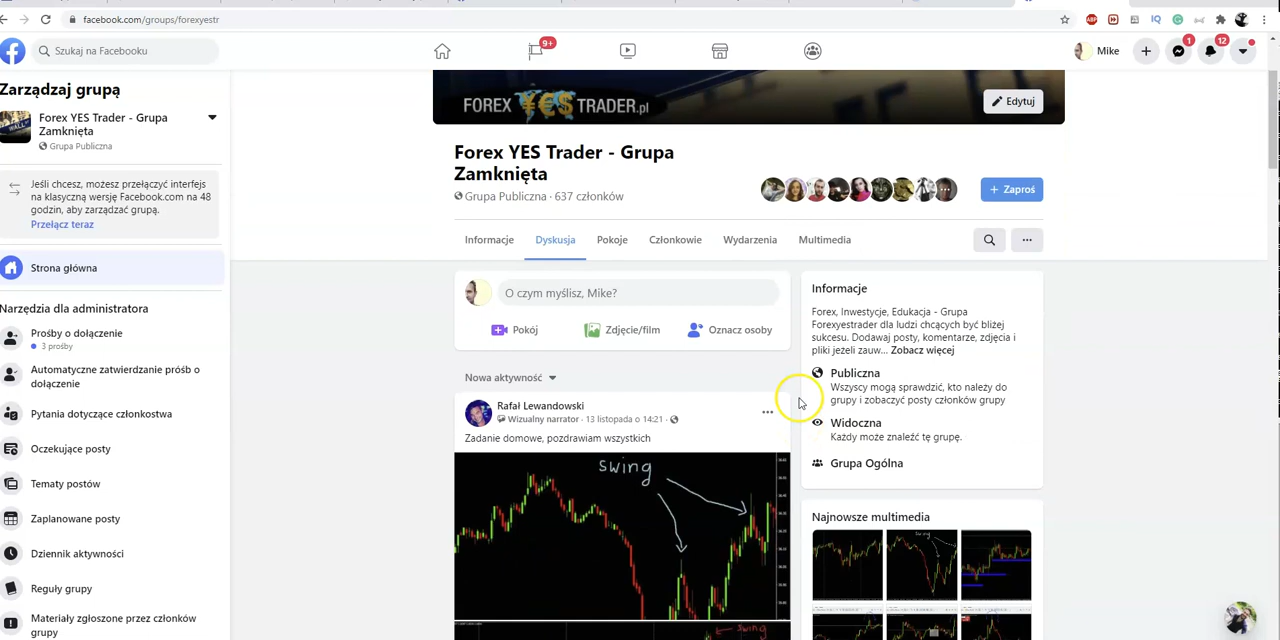 facebook.com/groups/forexyestr
ABP
IQ
Szukaj na Facebooku
9+
Mike
1
12
Zarządzaj grupą
Forex YES Trader - Grupa
Zamknięta
Grupa Publiczna
Jeśli chcesz, możesz przełączyć interfejs
na klasyczną wersję Facebook.com na 48
godzin, aby zarządzać grupą.
Przełącz teraz
Strona główna
Narzędzia dla administratora
Prośby o dołączenie
3 prośby
Automatyczne zatwierdzanie próśb o
dołączenie
Pytania dotyczące członkostwa
Oczekujące posty
Tematy postów
Zaplanowane posty
Dziennik aktywności
Reguły grupy
Materiały zgłoszone przez członków
grupy
FOREX YES TRADER.pl
Edytuj
Forex YES Trader - Grupa
Zamknięta
Grupa Publiczna · 637 członków
+ Zaproś
Informacje
Dyskusja
Pokoje
Członkowie
Wydarzenia
Multimedia
O czym myślisz, Mike?
Pokój
Zdjęcie/film
Oznacz osoby
Nowa aktywność
Rafał Lewandowski
Wizualny narrator · 13 listopada o 14:21 ·
Zadanie domowe, pozdrawiam wszystkich
swing
swing
Informacje
Forex, Inwestycje, Edukacja - Grupa
Forexyestrader dla ludzi chcących być bliżej
sukcesu. Dodawaj posty, komentarze, zdjęcia i
pliki jeżeli zauw... Zobacz więcej
Publiczna
Wszyscy mogą sprawdzić, kto należy do
grupy i zobaczyć posty członków grupy
Widoczna
Każdy może znaleźć tę grupę.
Grupa Ogólna
Najnowsze multimedia